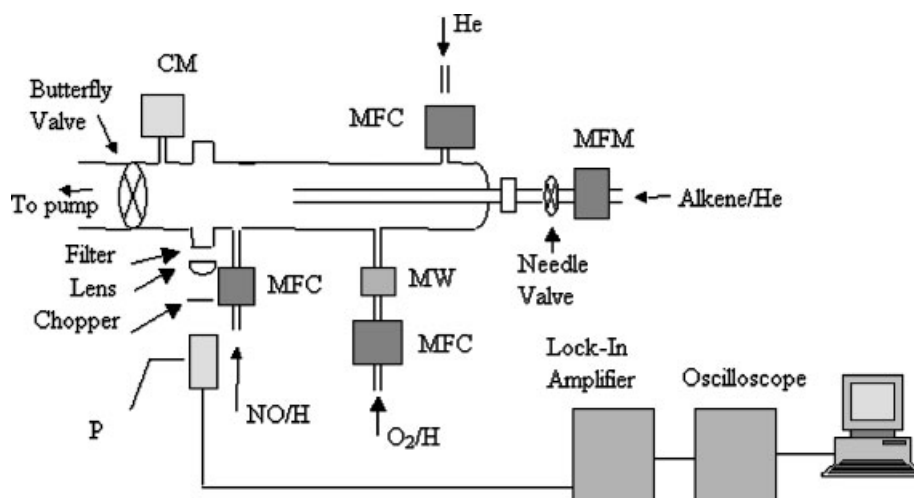 He
CM
Butterfly
Valve
MFC
MFM
To pump
Alkene/He
Filter
Lens
Chopper
MFC
MW
Needle
Valve
MFC
Lock-In
Amplifier
Oscilloscope
P
NO/H
O₂/H